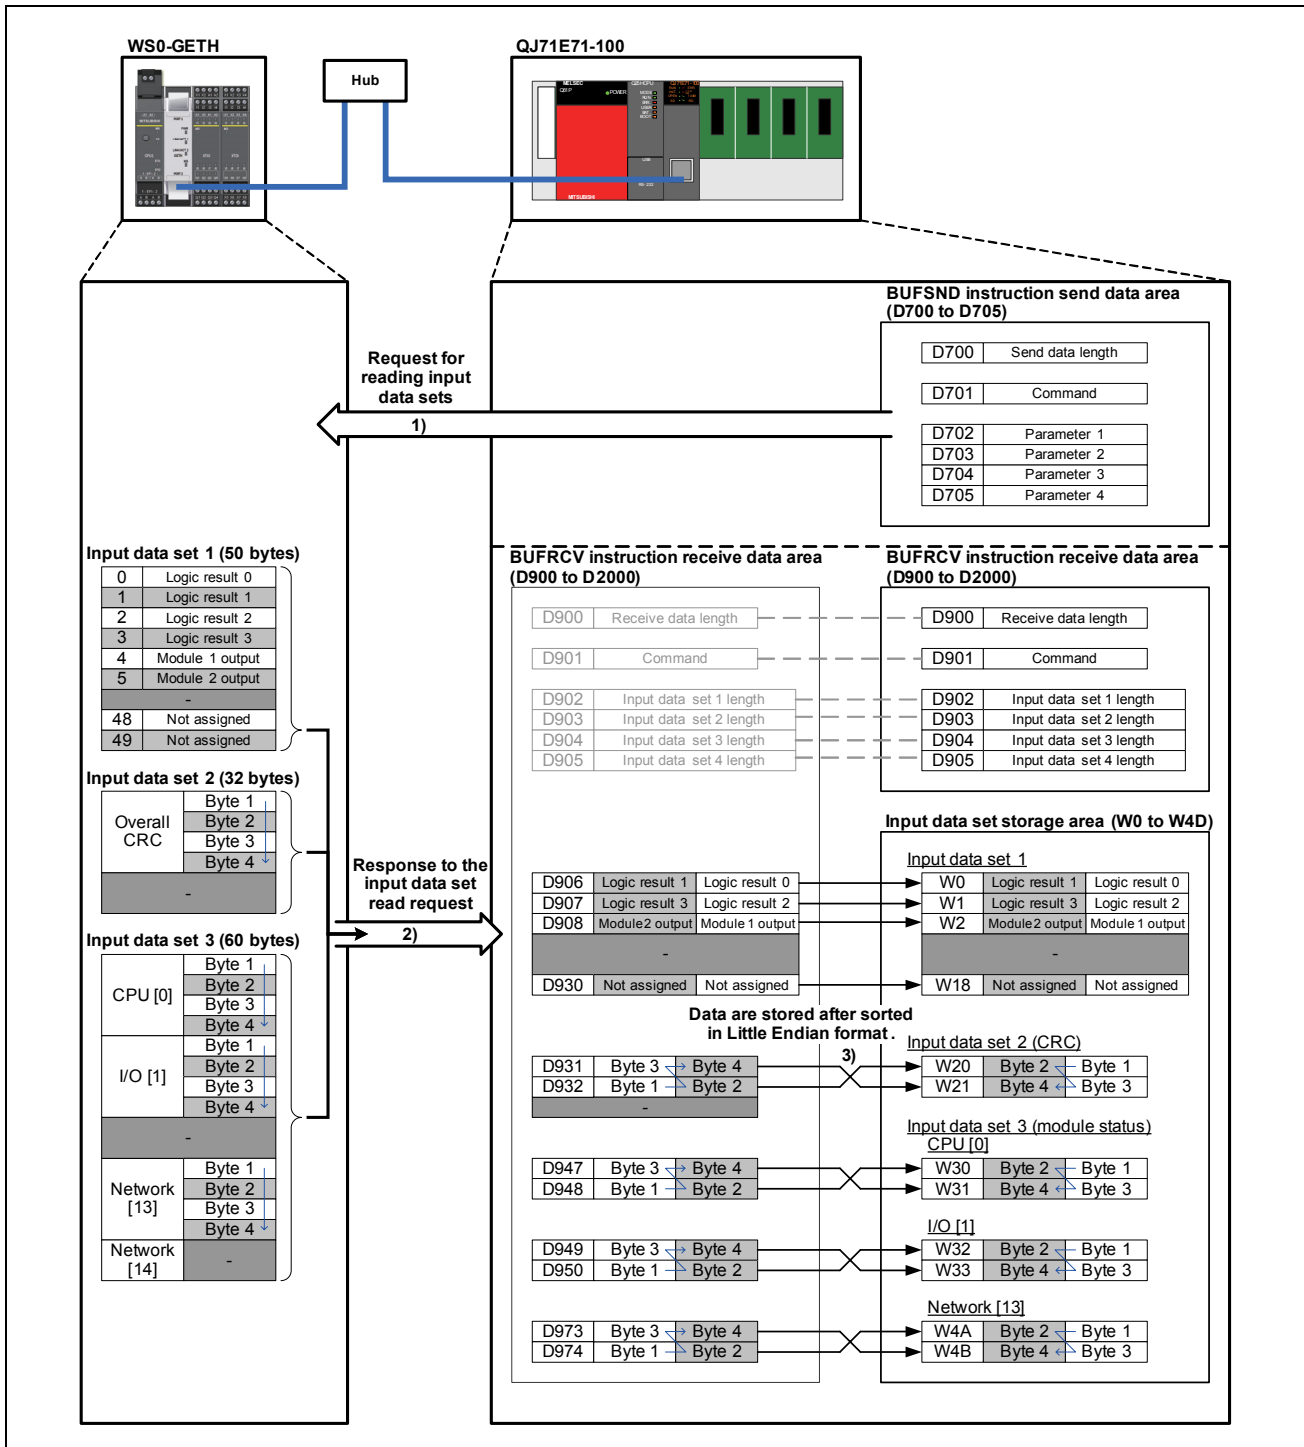 WS0-GETH
QJ71E71-100
Hub
MELSEC
Q61P
POWER
MODE
RUN
ERR.
USER
BAT.
BOOT
USB
RS-232
MITSUBISHI
BUFSND instruction send data area
(D700 to D705)
D700 Send data length
D701 Command
D702 Parameter 1
D703 Parameter 2
D704 Parameter 3
D705 Parameter 4
Request for
reading input
data sets
1)
Input data set 1 (50 bytes)
0 Logic result 0
1 Logic result 1
2 Logic result 2
3 Logic result 3
4 Module 1 output
5 Module 2 output
-
48 Not assigned
49 Not assigned
Input data set 2 (32 bytes)
Overall
CRC
Byte 1
Byte 2
Byte 3
Byte 4
-
Input data set 3 (60 bytes)
CPU [0]
Byte 1
Byte 2
Byte 3
Byte 4
I/O [1]
Byte 1
Byte 2
Byte 3
Byte 4
-
Network
[13]
Byte 1
Byte 2
Byte 3
Byte 4
Network
[14]
-
Response to the
input data set
read request
2)
BUFRCV instruction receive data area
(D900 to D2000)
D900 Receive data length
D901 Command
D902 Input data set 1 length
D903 Input data set 2 length
D904 Input data set 3 length
D905 Input data set 4 length
D906 Logic result 1 Logic result 0
D907 Logic result 3 Logic result 2
D908 Module2 output Module 1 output
-
D930 Not assigned Not assigned
Data are stored after sorted
in Little Endian format.
3)
D931 Byte 3 Byte 4
D932 Byte 1 Byte 2
-
D947 Byte 3 Byte 4
D948 Byte 1 Byte 2
D949 Byte 3 Byte 4
D950 Byte 1 Byte 2
D973 Byte 3 Byte 4
D974 Byte 1 Byte 2
BUFRCV instruction receive data area
(D900 to D2000)
D900 Receive data length
D901 Command
D902 Input data set 1 length
D903 Input data set 2 length
D904 Input data set 3 length
D905 Input data set 4 length
Input data set storage area (W0 to W4D)
Input data set 1
W0 Logic result 1 Logic result 0
W1 Logic result 3 Logic result 2
W2 Module2 output Module 1 output
-
W18 Not assigned Not assigned
Input data set 2 (CRC)
W20 Byte 2 Byte 1
W21 Byte 4 Byte 3
Input data set 3 (module status)
CPU [0]
W30 Byte 2 Byte 1
W31 Byte 4 Byte 3
I/O [1]
W32 Byte 2 Byte 1
W33 Byte 4 Byte 3
Network [13]
W4A Byte 2 Byte 1
W4B Byte 4 Byte 3